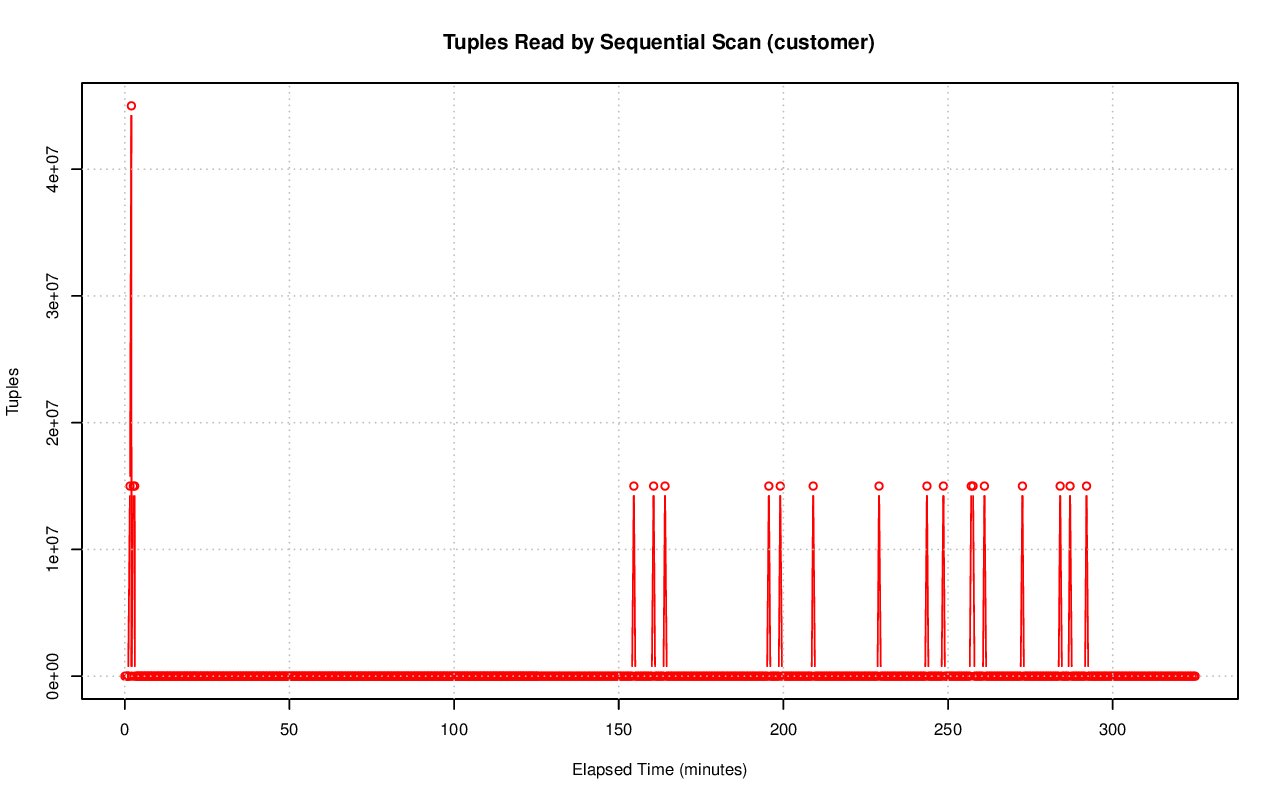 Tuples Read by Sequential Scan (customer)
Tuples
4e+07
3e+07
2e+07
1e+07
0e+00
0 50 100 150 200 250 300
Elapsed Time (minutes)